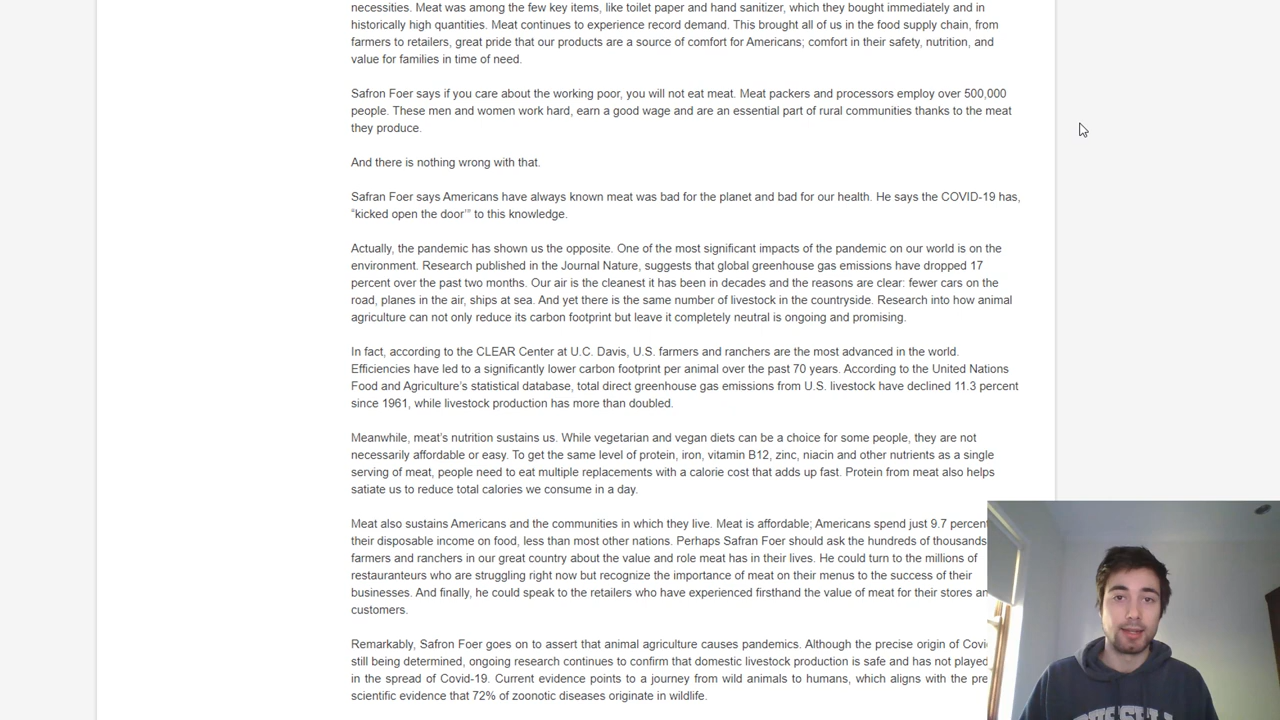 necessities. Meat was among the few key items, like toilet paper and hand sanitizer, which they bought immediately and in
historically high quantities. Meat continues to experience record demand. This brought all of us in the food supply chain, from
farmers to retailers, great pride that our products are a source of comfort for Americans; comfort in their safety, nutrition, and
value for families in time of need.
Safron Foer says if you care about the working poor, you will not eat meat. Meat packers and processors employ over 500,000
people. These men and women work hard, earn a good wage and are an essential part of rural communities thanks to the meat
they produce.
And there is nothing wrong with that.
Safran Foer says Americans have always known meat was bad for the planet and bad for our health. He says the COVID-19 has,
“kicked open the door’” to this knowledge.
Actually, the pandemic has shown us the opposite. One of the most significant impacts of the pandemic on our world is on the
environment. Research published in the Journal Nature, suggests that global greenhouse gas emissions have dropped 17
percent over the past two months. Our air is the cleanest it has been in decades and the reasons are clear: fewer cars on the
road, planes in the air, ships at sea. And yet there is the same number of livestock in the countryside. Research into how animal
agriculture can not only reduce its carbon footprint but leave it completely neutral is ongoing and promising.
In fact, according to the CLEAR Center at U.C. Davis, U.S. farmers and ranchers are the most advanced in the world.
Efficiencies have led to a significantly lower carbon footprint per animal over the past 70 years. According to the United Nations
Food and Agriculture’s statistical database, total direct greenhouse gas emissions from U.S. livestock have declined 11.3 percent
since 1961, while livestock production has more than doubled.
Meanwhile, meat’s nutrition sustains us. While vegetarian and vegan diets can be a choice for some people, they are not
necessarily affordable or easy. To get the same level of protein, iron, vitamin B12, zinc, niacin and other nutrients as a single
serving of meat, people need to eat multiple replacements with a calorie cost that adds up fast. Protein from meat also helps
satiate us to reduce total calories we consume in a day.
Meat also sustains Americans and the communities in which they live. Meat is affordable; Americans spend just 9.7 percent
their disposable income on food, less than most other nations. Perhaps Safran Foer should ask the hundreds of thousands
farmers and ranchers in our great country about the value and role meat has in their lives. He could turn to the millions of
restauranteurs who are struggling right now but recognize the importance of meat on their menus to the success of their
businesses. And finally, he could speak to the retailers who have experienced firsthand the value of meat for their stores an
customers.
Remarkably, Safron Foer goes on to assert that animal agriculture causes pandemics. Although the precise origin of Covi
still being determined, ongoing research continues to confirm that domestic livestock production is safe and has not played
in the spread of Covid-19. Current evidence points to a journey from wild animals to humans, which aligns with the pre
scientific evidence that 72% of zoonotic diseases originate in wildlife.